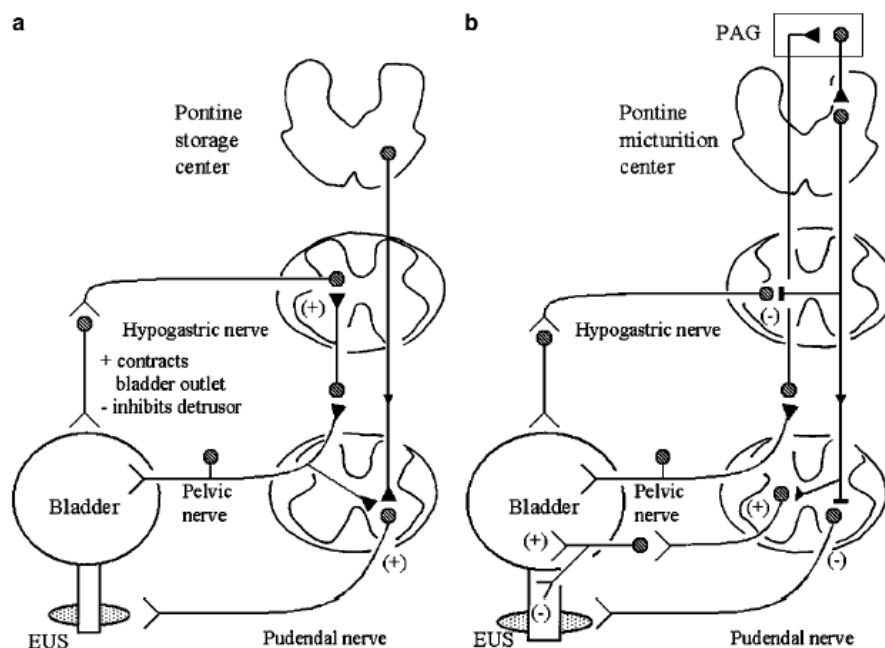 a
Pontine
storage
center
(+)
Hypogastric nerve
+ contracts
bladder outlet
- inhibits detrusor
Bladder
Pelvic
nerve
(+)
EUS
Pudendal nerve
b
PAG
Pontine
micturition
center
(-)
Hypogastric nerve
Bladder
Pelvic
nerve
(+)
(+)
(-)
(-)
EUS
Pudendal nerve